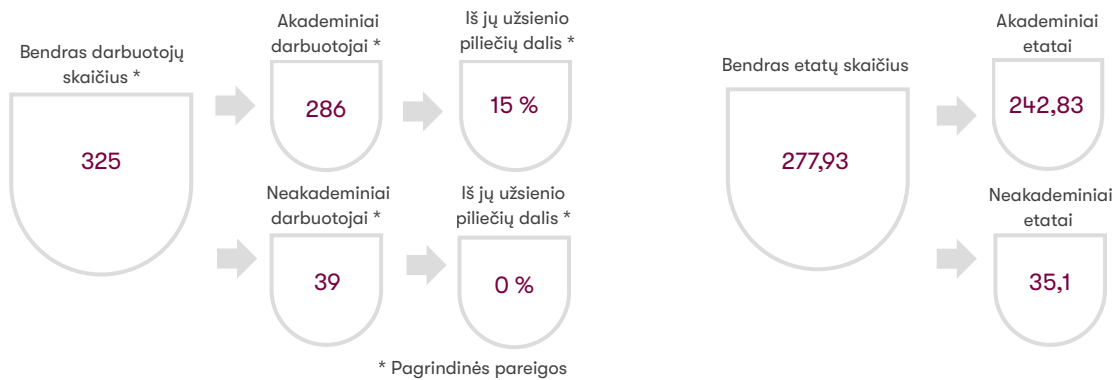 Bendras darbuotojų
skaičius *
325
Akademiniai
darbuotojai *
286
Iš jų užsienio
piliečių dalis *
15 %
Neakademiniai
darbuotojai *
39
Iš jų užsienio
piliečių dalis *
0 %
* Pagrindinės pareigos
Bendras etatų skaičius
277,93
Akademiniai
etatai
242,83
Neakademiniai
etatai
35,1